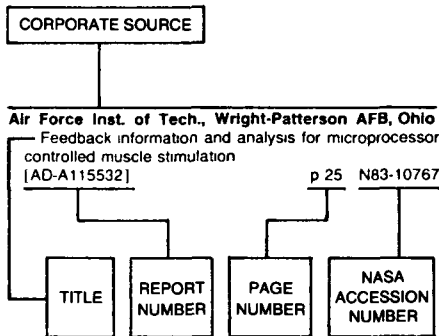 CORPORATE SOURCE
Air Force Inst. of Tech., Wright-Patterson AFB, Ohio
Feedback information and analysis for microprocessor
controlled muscle stimulation
[AD-A115532] p 25 N83-10767
TITLE
REPORT
NUMBER
PAGE
NUMBER
NASA
ACCESSION
NUMBER